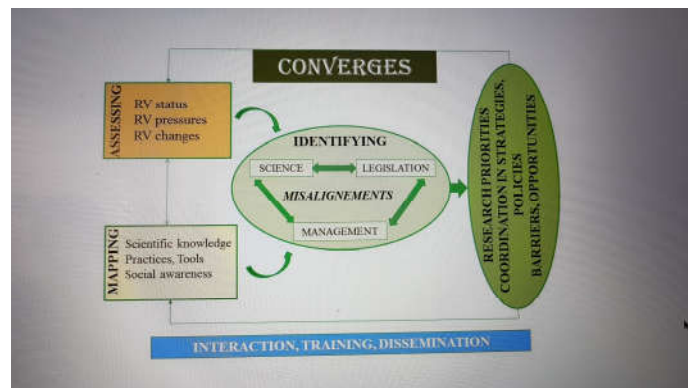 CONVERGES
ASSESSING
RV status
RV pressures
RV changes
IDENTIFYING
SCIENCE
LEGISLATION
MISALIGNEMENTS
MANAGEMENT
MAPPING
Scientific knowledge
Practices, Tools
Social awareness
RESEARCH PRIORITIES
COORDINATION IN STRATEGIES,
POLICIES
BARRIERS, OPPORTUNITIES
INTERACTION, TRAINING, DISSEMINATION